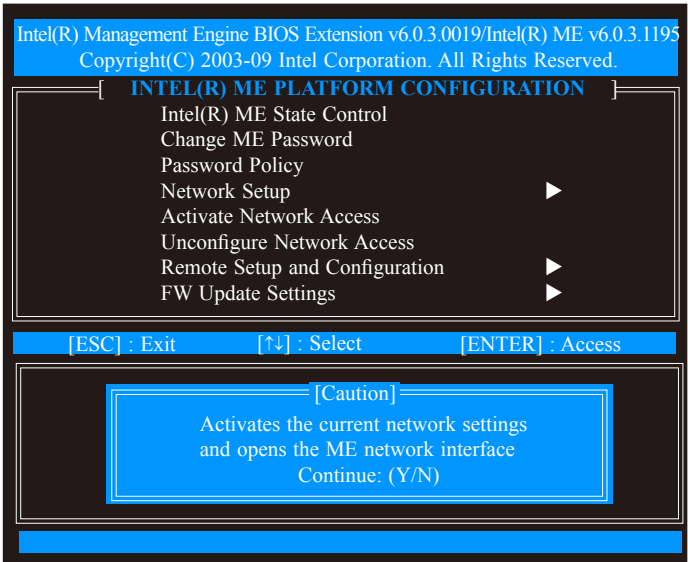 Intel(R) Management Engine BIOS Extension v6.0.3.0019/Intel(R) ME v6.0.3.1195
Copyright(C) 2003-09 Intel Corporation. All Rights Reserved.
[ INTEL(R) ME PLATFORM CONFIGURATION ]
Intel(R) ME State Control
Change ME Password
Password Policy
Network Setup ▶
Activate Network Access
Unconfigure Network Access
Remote Setup and Configuration ▶
FW Update Settings ▶
[ESC] : Exit [↑↓] : Select [ENTER] : Access
[Caution]
Activates the current network settings
and opens the ME network interface
Continue: (Y/N)